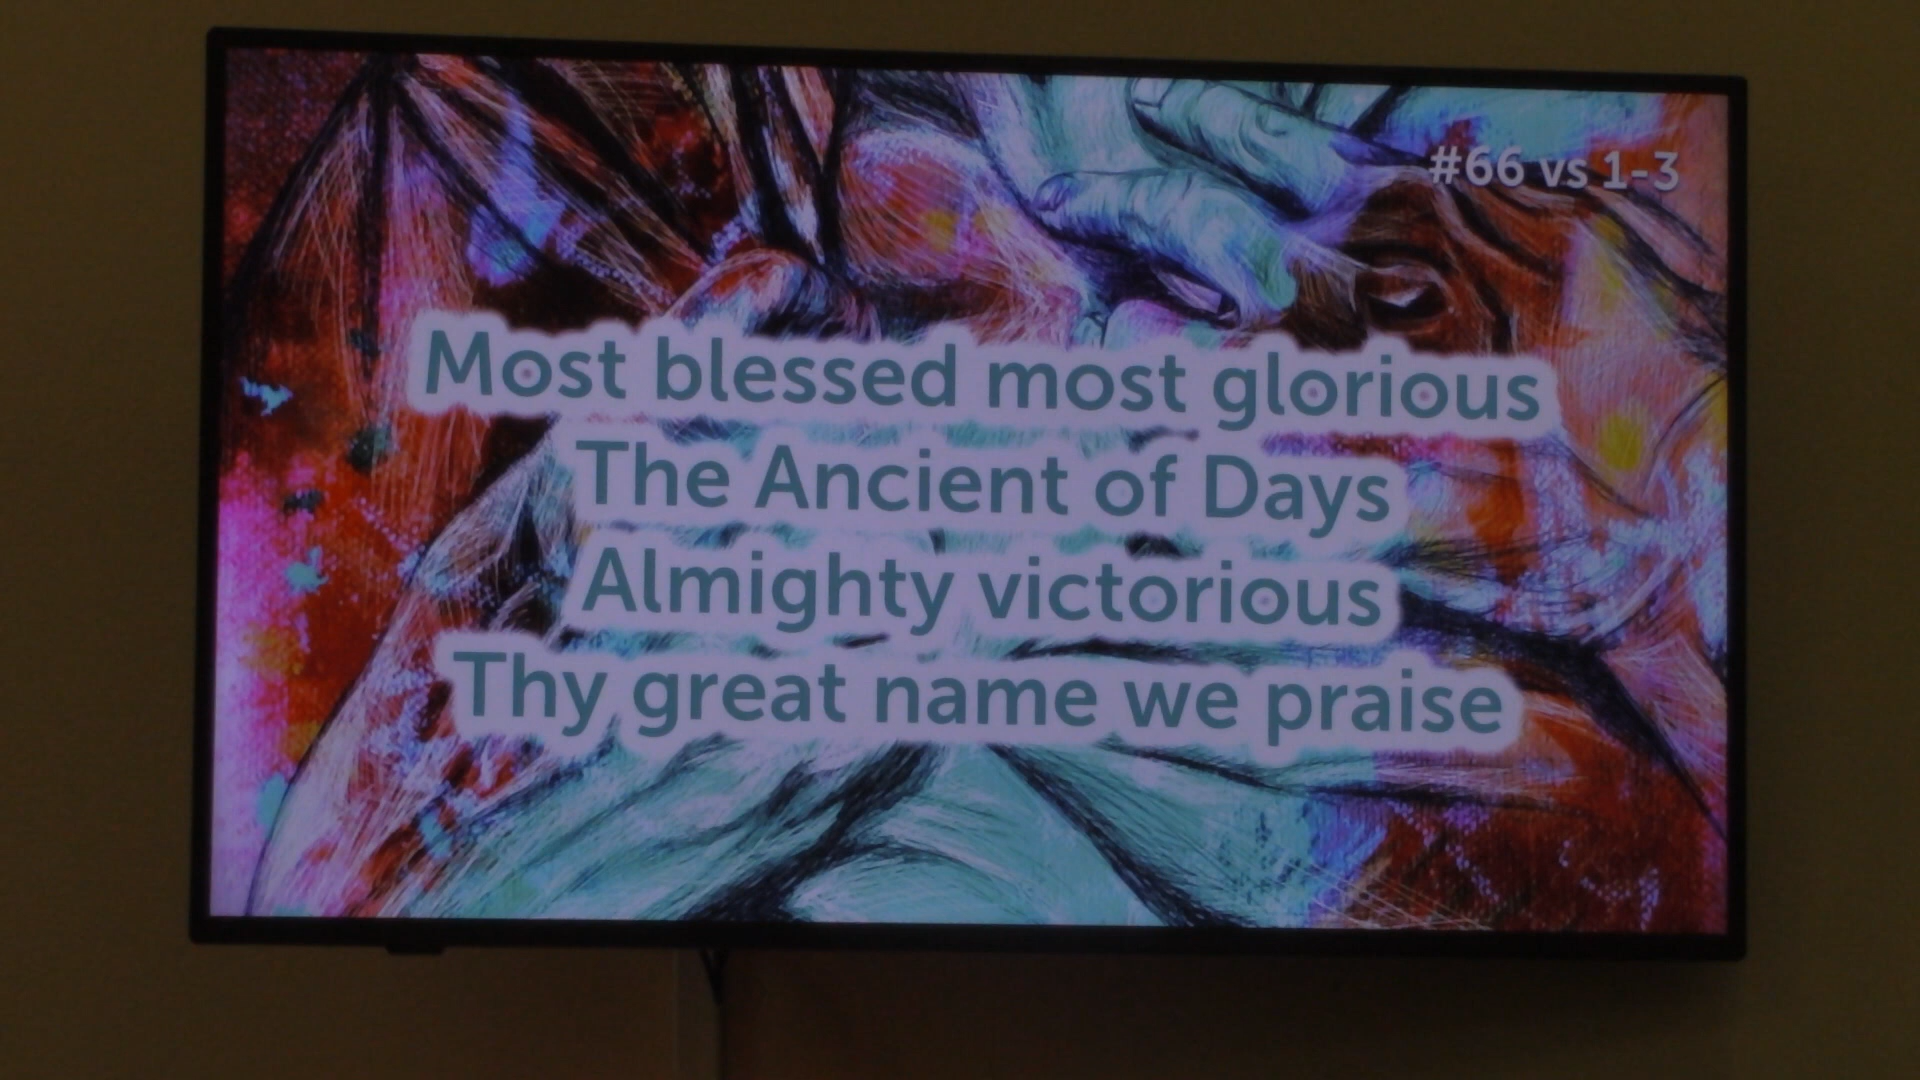 #66 vs 1-3
Most blessed most glorious
The Ancient of Days
Almighty victorious
Thy great name we praise